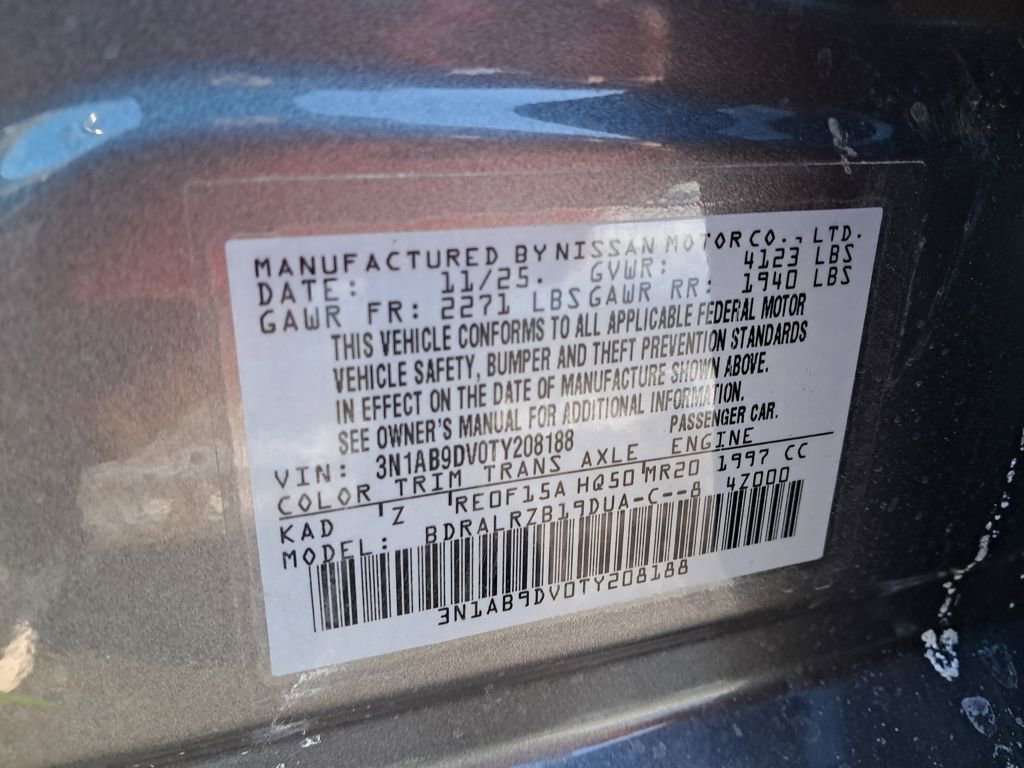 MANUFACTURED BY NISSAN MOTOR CO., LTD.
DATE: 11/25. GVWR: 4123 LBS
GAWR FR: 2271 LBS GAWR RR: 1940 LBS
THIS VEHICLE CONFORMS TO ALL APPLICABLE FEDERAL MOTOR
VEHICLE SAFETY, BUMPER AND THEFT PREVENTION STANDARDS
IN EFFECT ON THE DATE OF MANUFACTURE SHOWN ABOVE.
SEE OWNER'S MANUAL FOR ADDITIONAL INFORMATION.
VIN: 3N1AB9DV0TY208188 PASSENGER CAR.
COLOR TRIM TRANS AXLE ENGINE
KAD Z RE0F15A HQ50 MR20 1997 CC
MODEL: BDRALRZB19DUA-C--8 4Z000
3N1AB9DV0TY208188